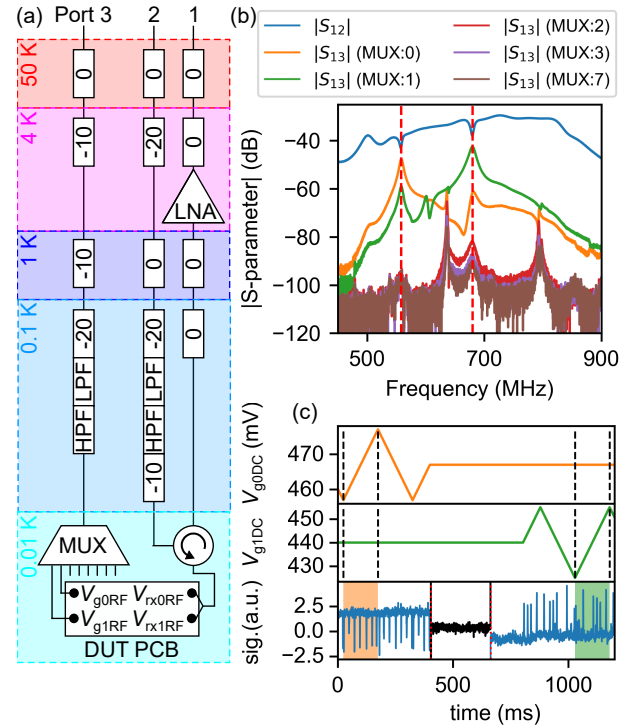 (a)
Port 3 2 1
50 K
0 0 0
4 K
-10 -20 0
LNA
1 K
-10 0 0
0.1 K
HPF LPF -20
-10 HPF LPF -20
0
0.01 K
MUX
Vg0RF Vrx0RF
Vg1RF Vrx1RF
DUT PCB
(b)
|S12|
|S13| (MUX:0)
|S13| (MUX:1)
|S13| (MUX:2)
|S13| (MUX:3)
|S13| (MUX:7)
|S-parameter| (dB)
−40
−60
−80
−100
−120
500 700 900
Frequency (MHz)
(c)
Vg0DC (mV)
470
460
Vg1DC (mV)
450
425
sig.(a.u.)
2.5
0.0
−2.5
0 500 1000
time (ms)